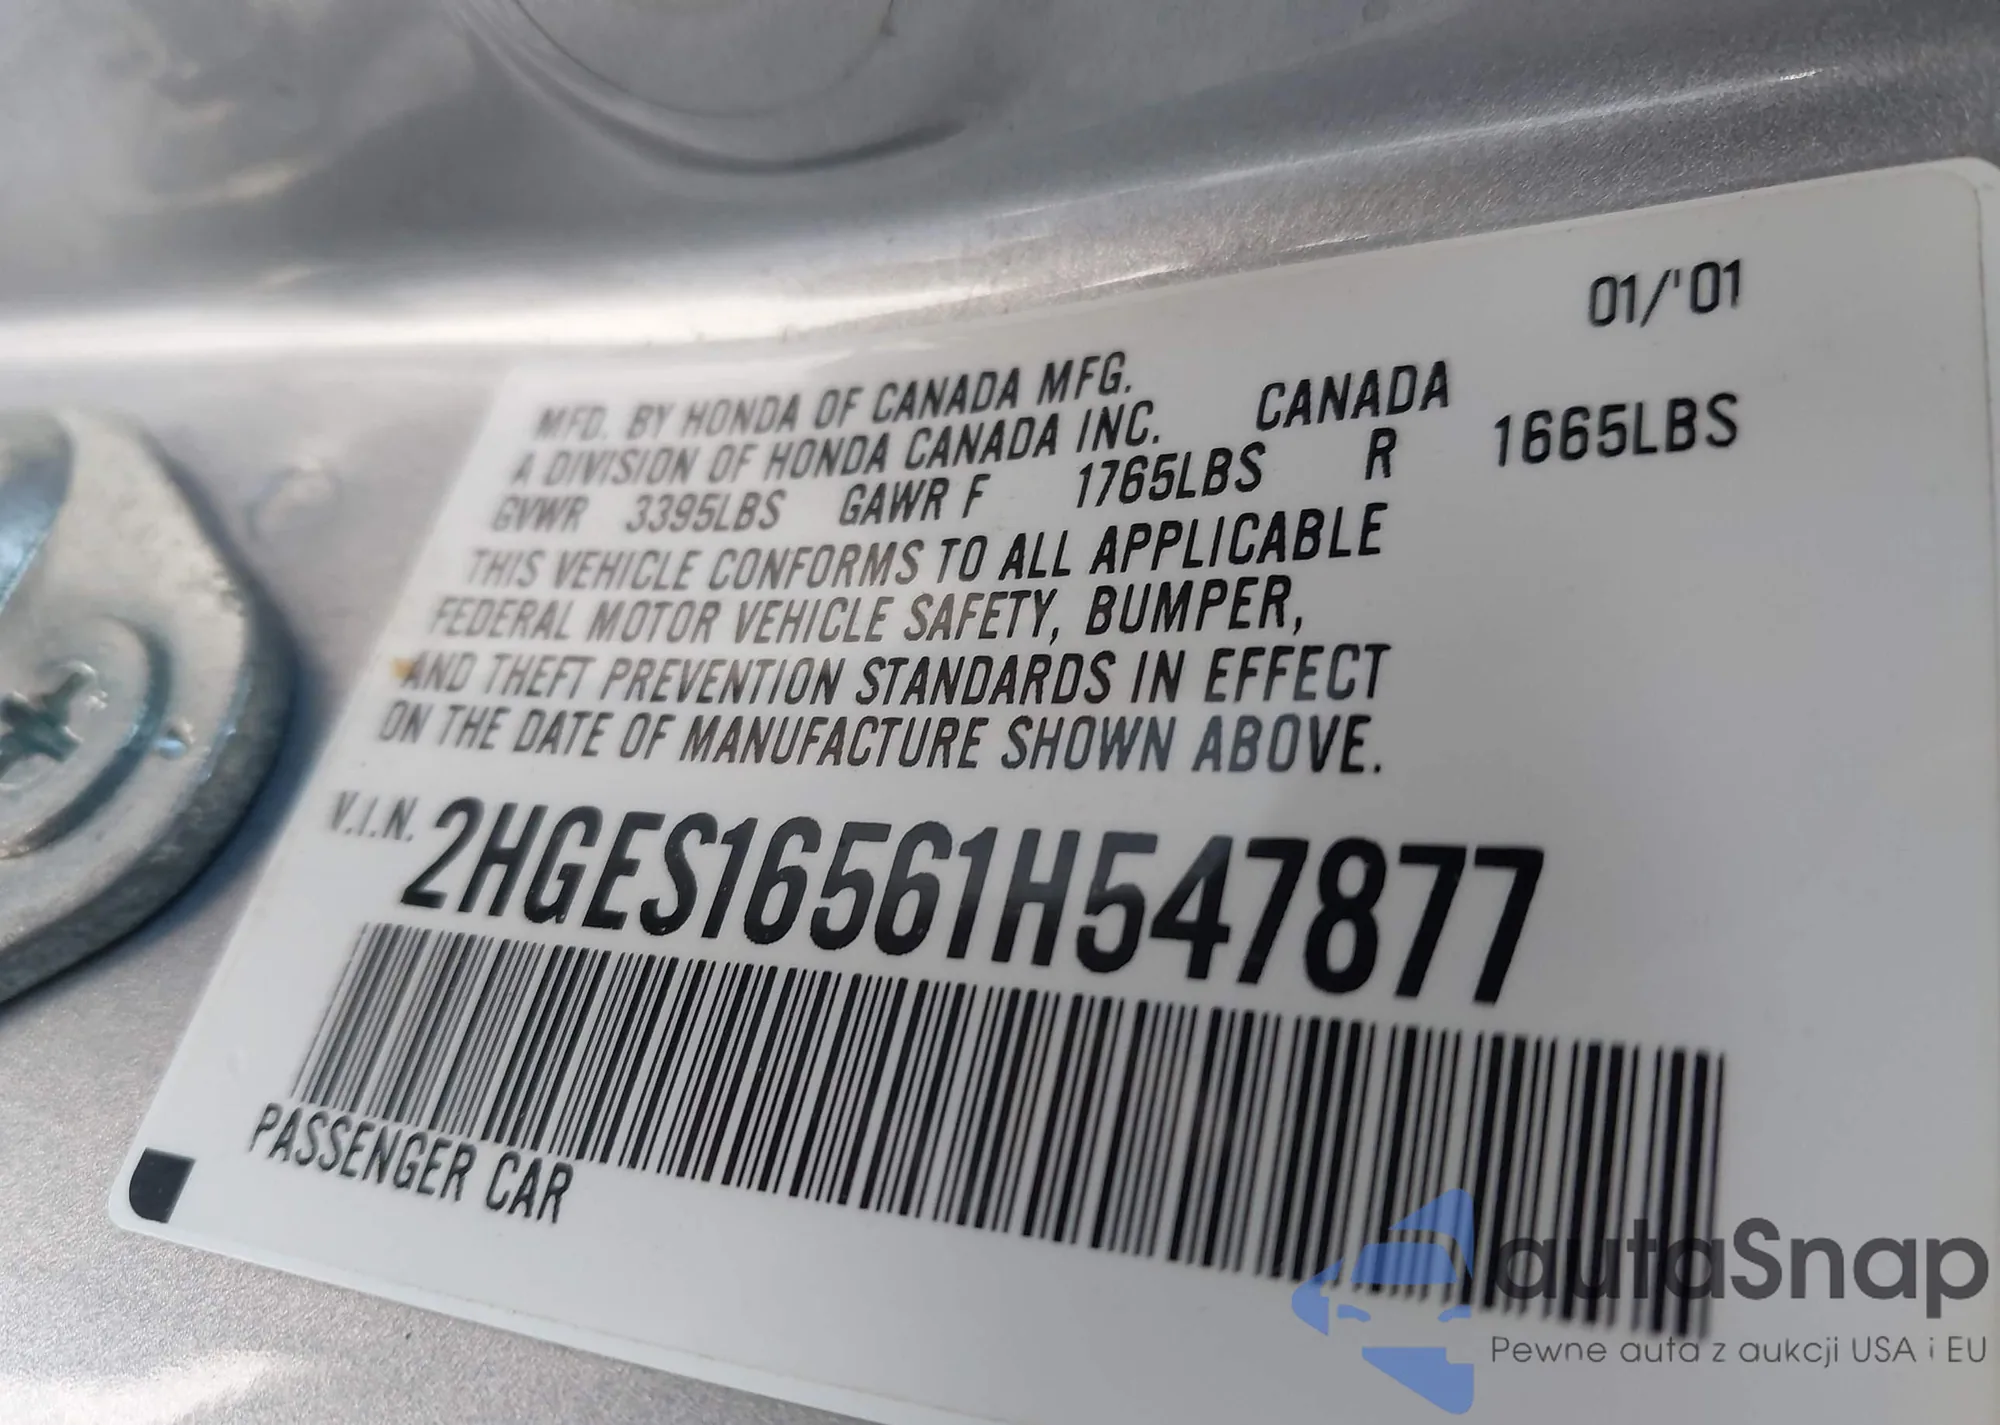 01/'01
MFD. BY HONDA OF CANADA MFG.
A DIVISION OF HONDA CANADA INC. CANADA
GVWR 3395LBS GAWR F 1765LBS R 1665LBS
THIS VEHICLE CONFORMS TO ALL APPLICABLE
FEDERAL MOTOR VEHICLE SAFETY, BUMPER,
AND THEFT PREVENTION STANDARDS IN EFFECT
ON THE DATE OF MANUFACTURE SHOWN ABOVE.
V.I.N. 2HGES16561H547877
PASSENGER CAR
autaSnap
Pewne auta z aukcji USA i EU